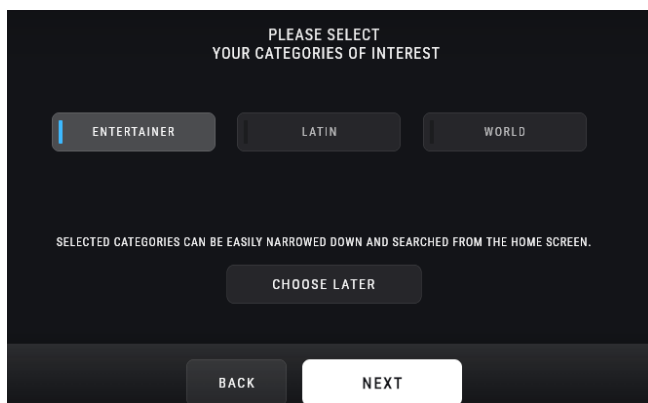 PLEASE SELECT
YOUR CATEGORIES OF INTEREST
ENTERTAINER
LATIN
WORLD
SELECTED CATEGORIES CAN BE EASILY NARROWED DOWN AND SEARCHED FROM THE HOME SCREEN.
CHOOSE LATER
BACK
NEXT